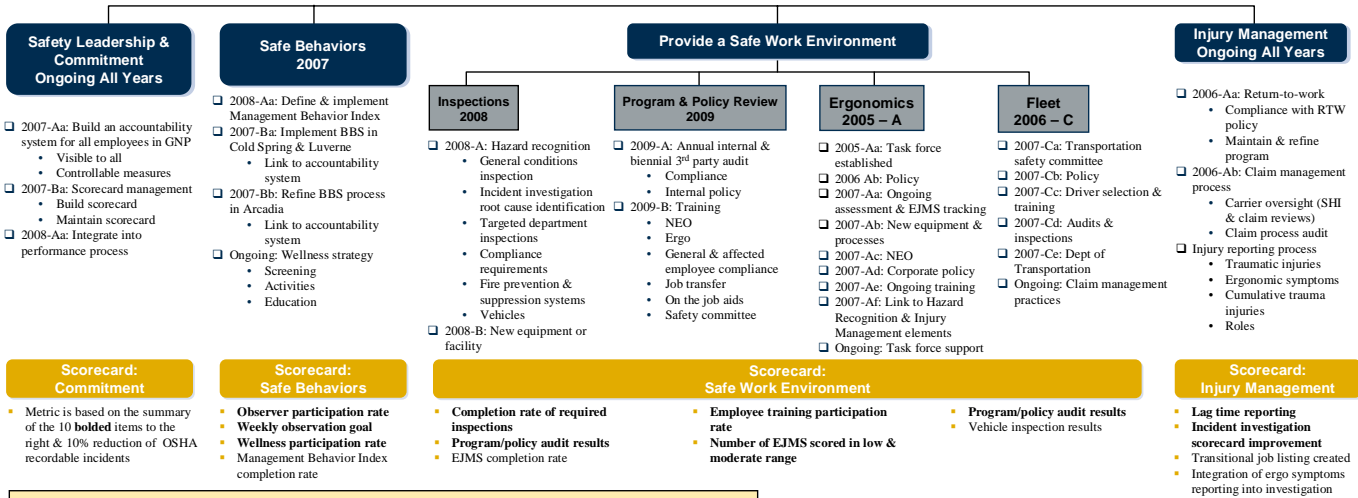 Safety Leadership &
Commitment
Ongoing All Years
❑ 2007-Aa: Build an accountability
system for all employees in GNP
• Visible to all
• Controllable measures
❑ 2007-Ba: Scorecard management
• Build scorecard
• Maintain scorecard
❑ 2008-Aa: Integrate into
performance process
Safe Behaviors
2007
❑ 2008-Aa: Define & implement
Management Behavior Index
❑ 2007-Ba: Implement BBS in
Cold Spring & Luverne
• Link to accountability
system
❑ 2007-Bb: Refine BBS process
in Arcadia
• Link to accountability
system
❑ Ongoing: Wellness strategy
• Screening
• Activities
• Education
Provide a Safe Work Environment
Inspections
2008
❑ 2008-A: Hazard recognition
• General conditions
inspection
• Incident investigation
root cause identification
• Targeted department
inspections
• Compliance
requirements
• Fire prevention &
suppression systems
• Vehicles
❑ 2008-B: New equipment or
facility
Program & Policy Review
2009
❑ 2009-A: Annual internal &
biennial 3rd party audit
• Compliance
• Internal policy
❑ 2009-B: Training
• NEO
• Ergo
• General & affected
employee compliance
• Job transfer
• On the job aids
• Safety committee
Ergonomics
2005 – A
❑ 2005-Aa: Task force
established
❑ 2006 Ab: Policy
❑ 2007-Aa: Ongoing
assessment & EJMS tracking
❑ 2007-Ab: New equipment &
processes
❑ 2007-Ac: NEO
❑ 2007-Ad: Corporate policy
❑ 2007-Ae: Ongoing training
❑ 2007-Af: Link to Hazard
Recognition & Injury
Management elements
❑ Ongoing: Task force support
Fleet
2006 – C
❑ 2007-Ca: Transportation
safety committee
❑ 2007-Cb: Policy
❑ 2007-Cc: Driver selection &
training
❑ 2007-Cd: Audits &
inspections
❑ 2007-Ce: Dept of
Transportation
❑ Ongoing: Claim management
practices
Injury Management
Ongoing All Years
❑ 2006-Aa: Return-to-work
• Compliance with RTW
policy
• Maintain & refine
program
❑ 2006-Ab: Claim management
process
• Carrier oversight (SHI
& claim reviews)
• Claim process audit
❑ Injury reporting process
• Traumatic injuries
• Ergonomic symptoms
• Cumulative trauma
injuries
• Roles
Scorecard:
Commitment
▪ Metric is based on the summary
of the 10 bolded items to the
right & 10% reduction of OSHA
recordable incidents
Scorecard:
Safe Behaviors
▪ Observer participation rate
▪ Weekly observation goal
▪ Wellness participation rate
▪ Management Behavior Index
completion rate
Scorecard:
Safe Work Environment
▪ Completion rate of required
inspections
▪ Program/policy audit results
▪ EJMS completion rate
▪ Employee training participation
rate
▪ Number of EJMS scored in low &
moderate range
▪ Program/policy audit results
▪ Vehicle inspection results
Scorecard:
Injury Management
▪ Lag time reporting
▪ Incident investigation
scorecard improvement
▪ Transitional job listing created
▪ Integration of ergo symptoms
reporting into investigation